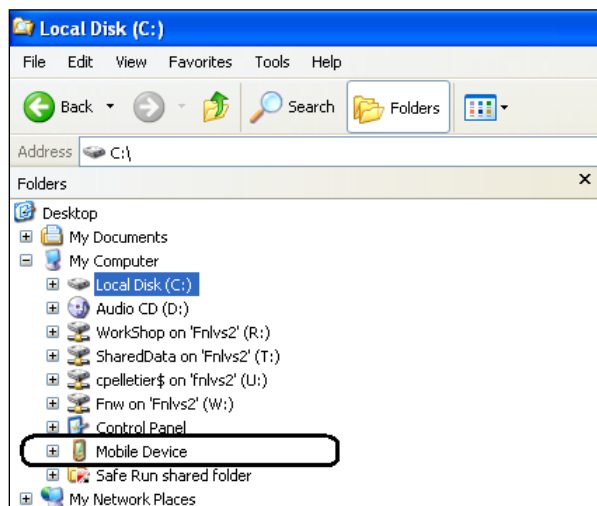 Local Disk (C:)
File Edit View Favorites Tools Help
Back Search Folders
Address C:\
Folders
Desktop
My Documents
My Computer
Local Disk (C:)
Audio CD (D:)
WorkShop on 'Fnlvs2' (R:)
SharedData on 'Fnlvs2' (T:)
cpelletier$ on 'fnlvs2' (U:)
Fnw on 'Fnlvs2' (W:)
Control Panel
Mobile Device
Safe Run shared folder
My Network Places